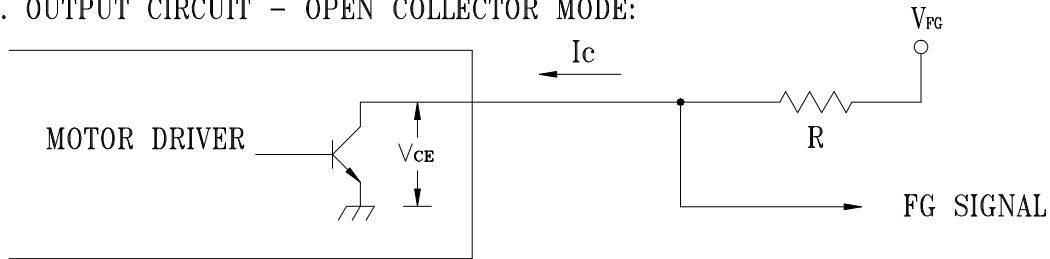 . OUTPUT CIRCUIT - OPEN COLLECTOR MODE:
VFG
Ic
MOTOR DRIVER
VCE
R
FG SIGNAL